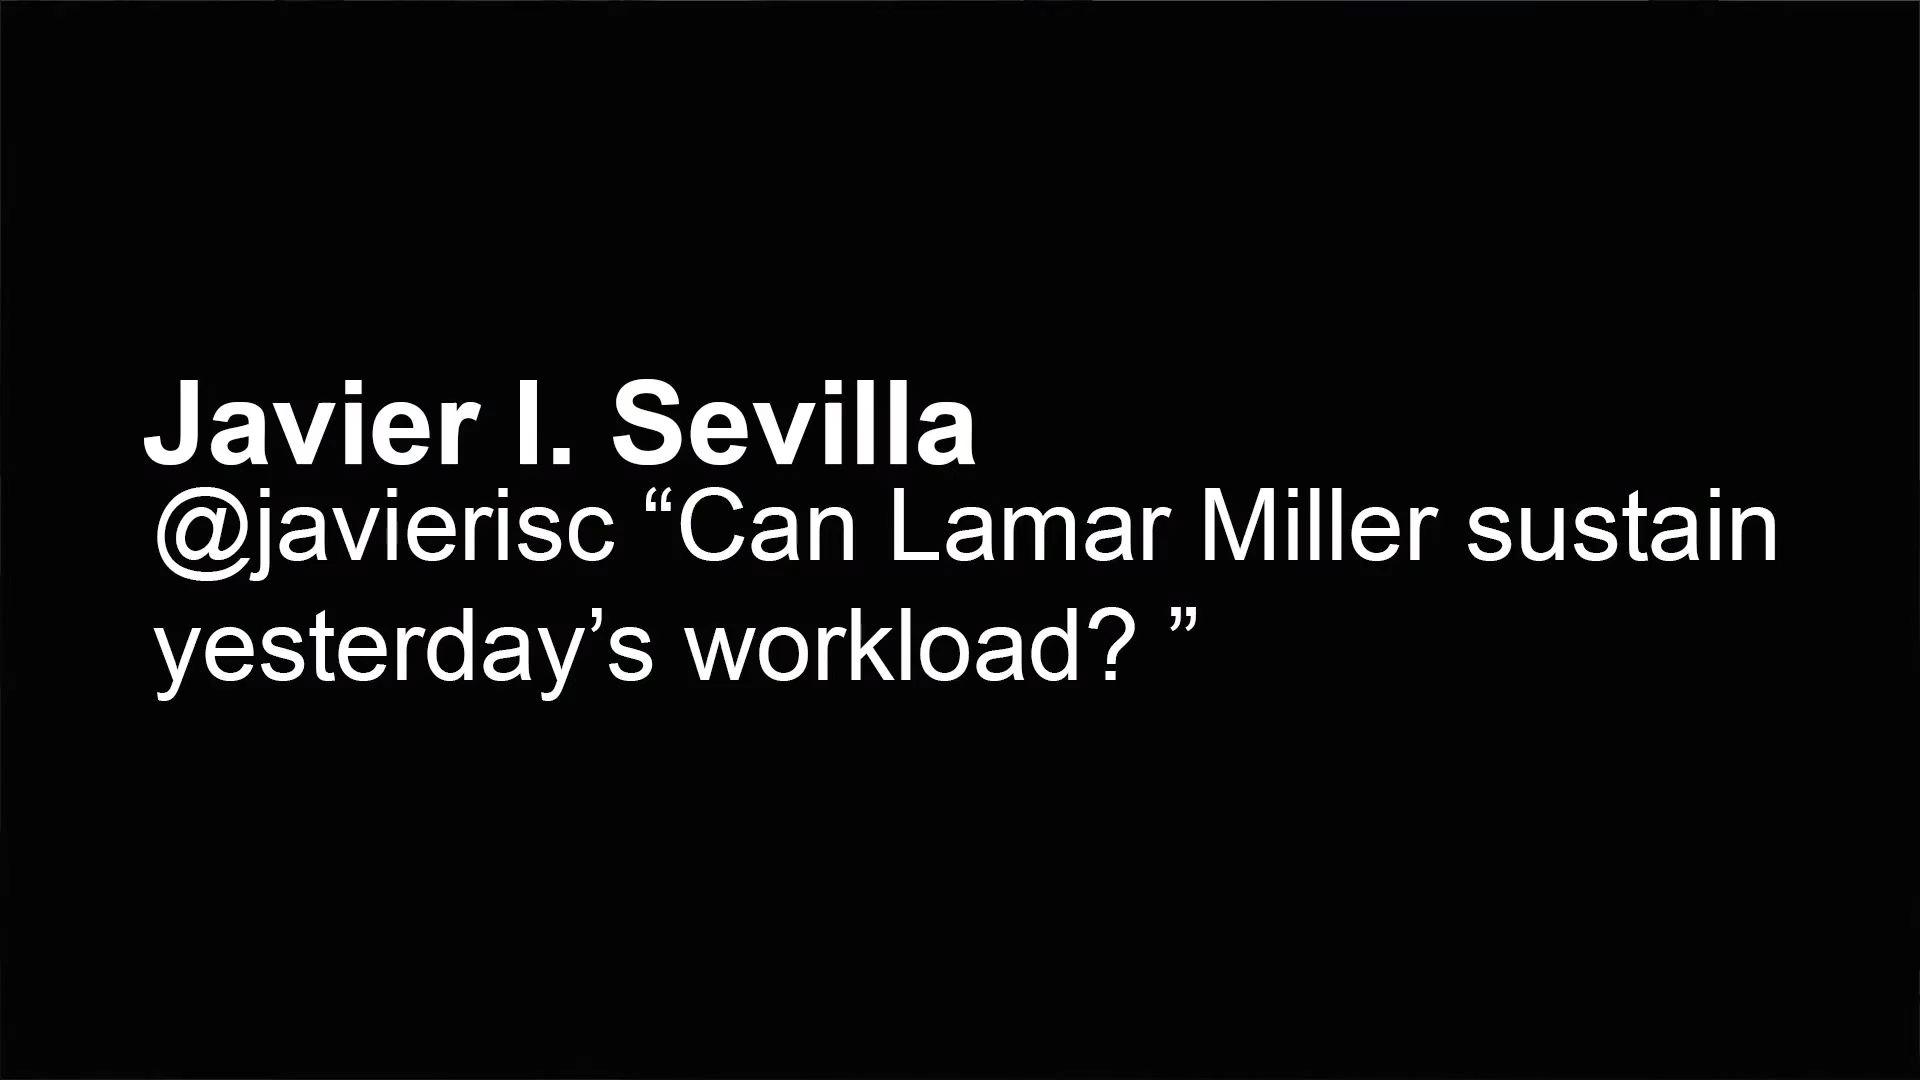 Javier I. Sevilla
@javierisc “Can Lamar Miller sustain
yesterday’s workload? ”